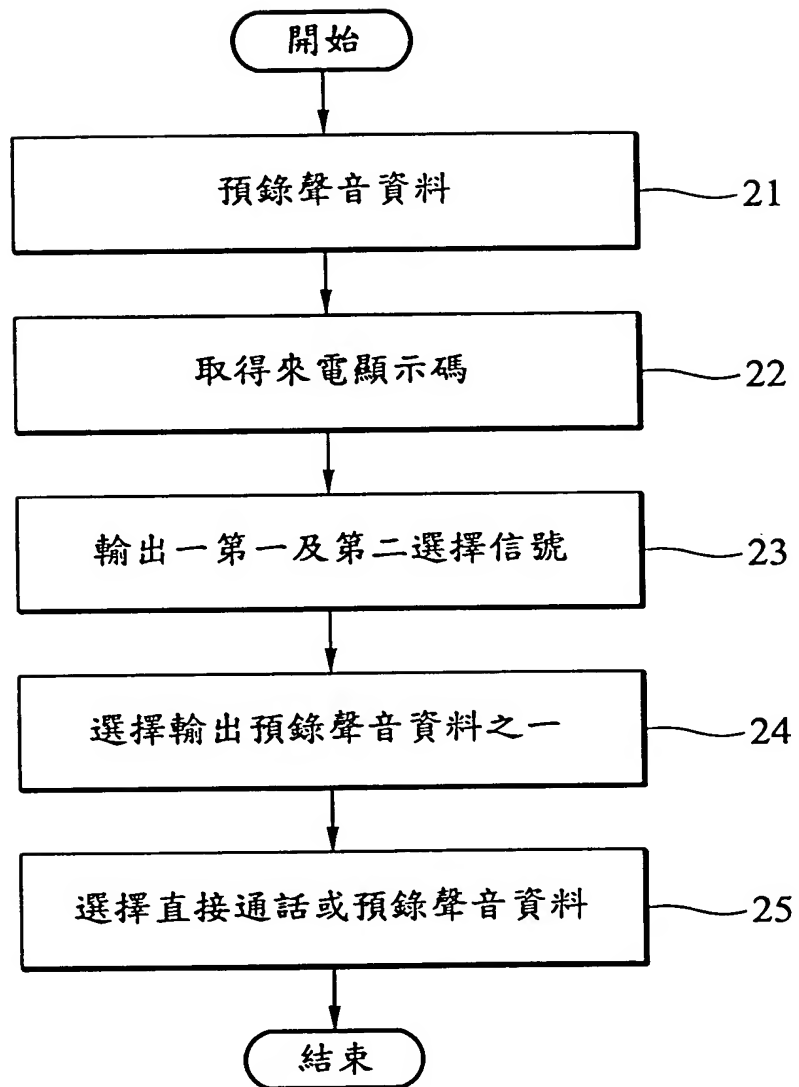 開始
預錄聲音資料 21
取得來電顯示碼 22
輸出一第一及第二選擇信號 23
選擇輸出預錄聲音資料之一 24
選擇直接通話或預錄聲音資料 25
結束